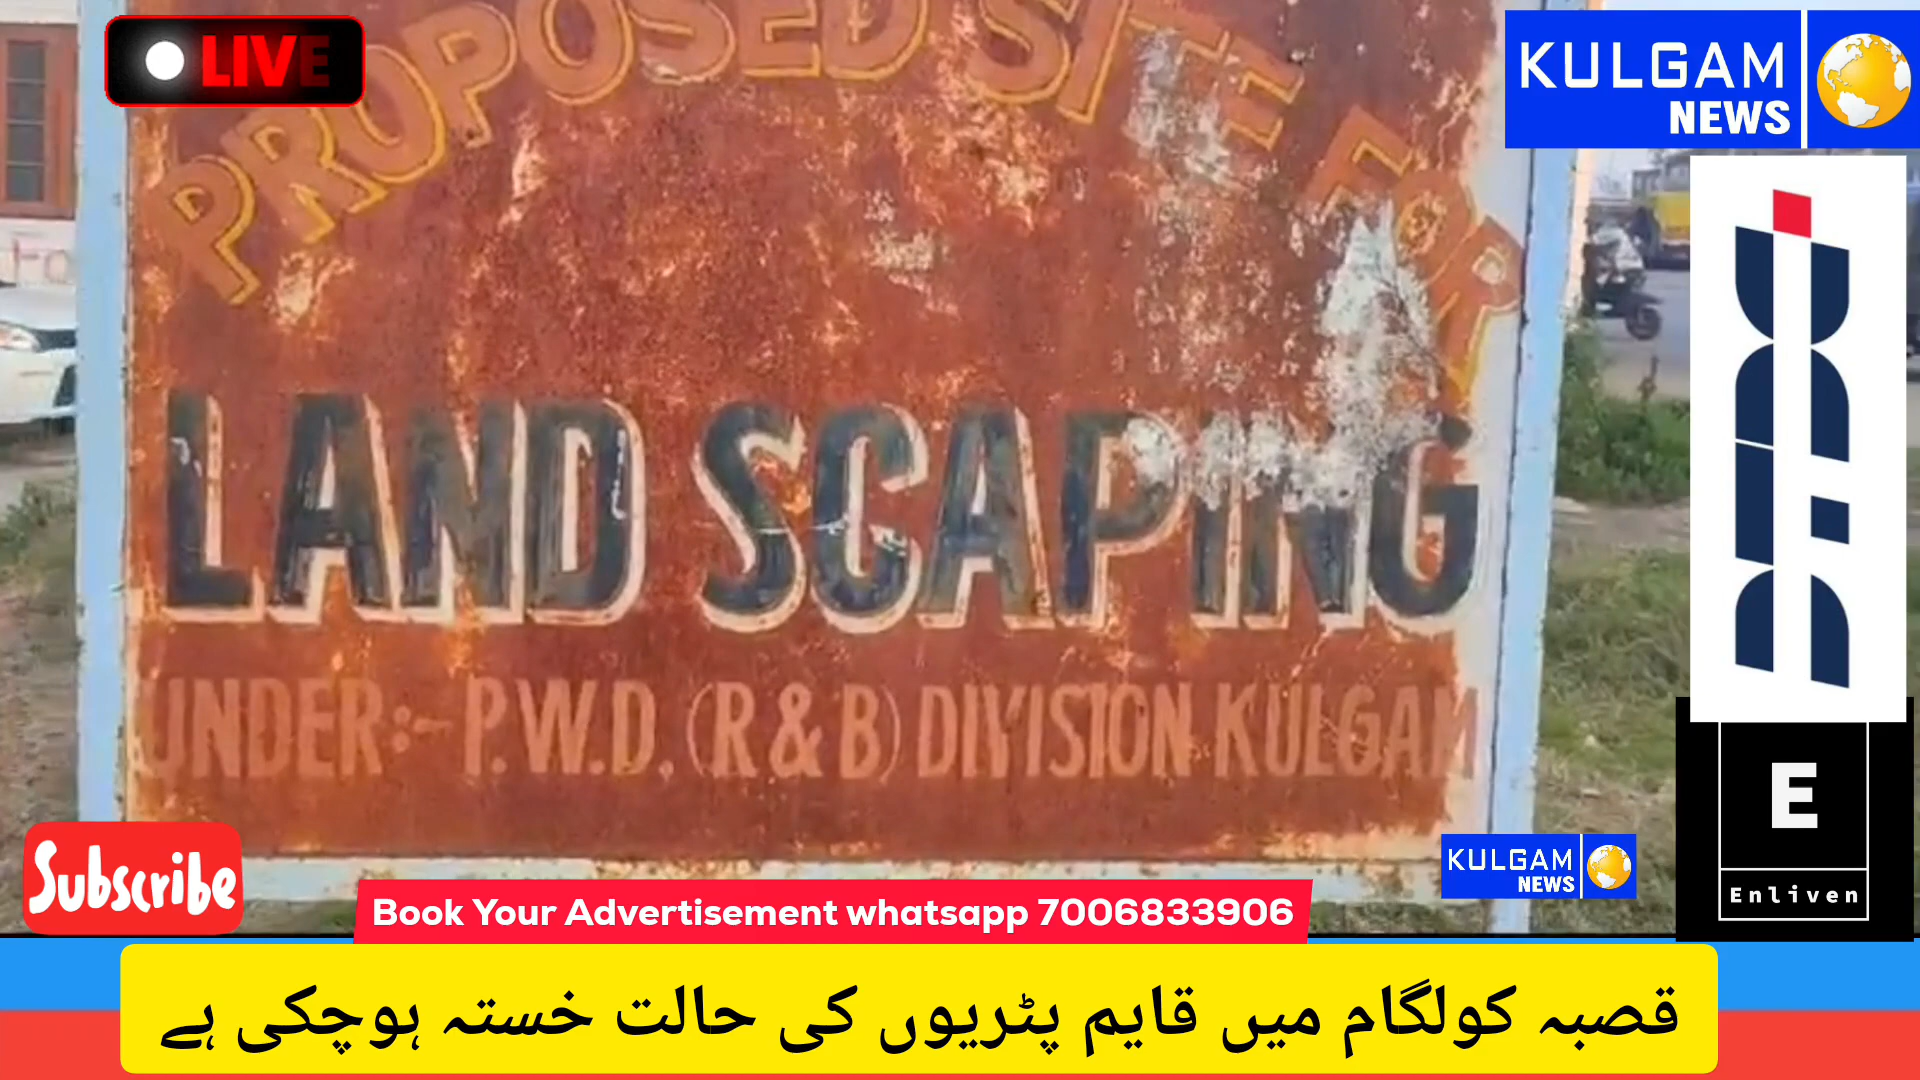 LIVE
KULGAM
NEWS
PROPOSED SITE FOR
LAND SCAPING
UNDER:- P.W.D. (R & B) DIVISION KULGAM
Subscribe
KULGAM
NEWS
E
Enliven
Book Your Advertisement whatsapp 7006833906
قصبہ کولگام میں قایم پٹریوں کی حالت خستہ ہوچکی ہے